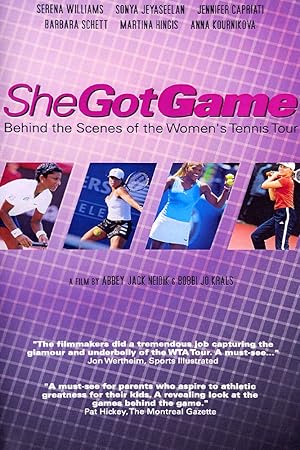 SERENA WILLIAMS SONYA JEYASEELAN JENNIFER CAPRIATI
BARBARA SCHETT MARTINA HINGIS ANNA KOURNIKOVA
SheGotGame
Behind the Scenes of the Women's Tennis Tour
A FILM BY ABBEY JACK NEIDIK & BOBBI JO KRALS
"The filmmakers did a tremendous job capturing the
glamour and underbelly of the WTA Tour. A must-see..."
Jon Wertheim, Sports Illustrated
"A must-see for parents who aspire to athletic
greatness for their kids. A revealing look at the
games behind the game."
Pat Hickey, The Montreal Gazette